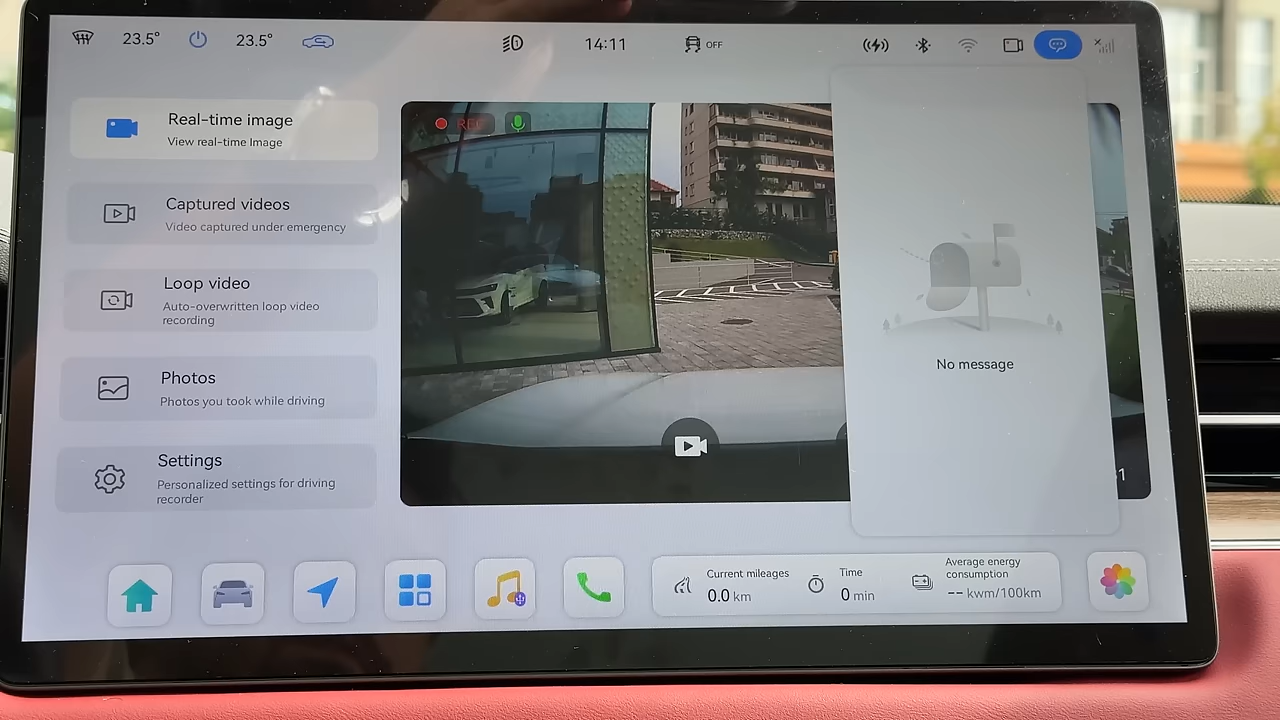 23.5°
23.5°
14:11
OFF
Real-time image
View real-time Image
Captured videos
Video captured under emergency
Loop video
Auto-overwritten loop video
recording
Photos
Photos you took while driving
Settings
Personalized settings for driving
recorder
REC
No message
Current mileages
0.0 km
Time
0 min
Average energy
consumption
-- kwm/100km